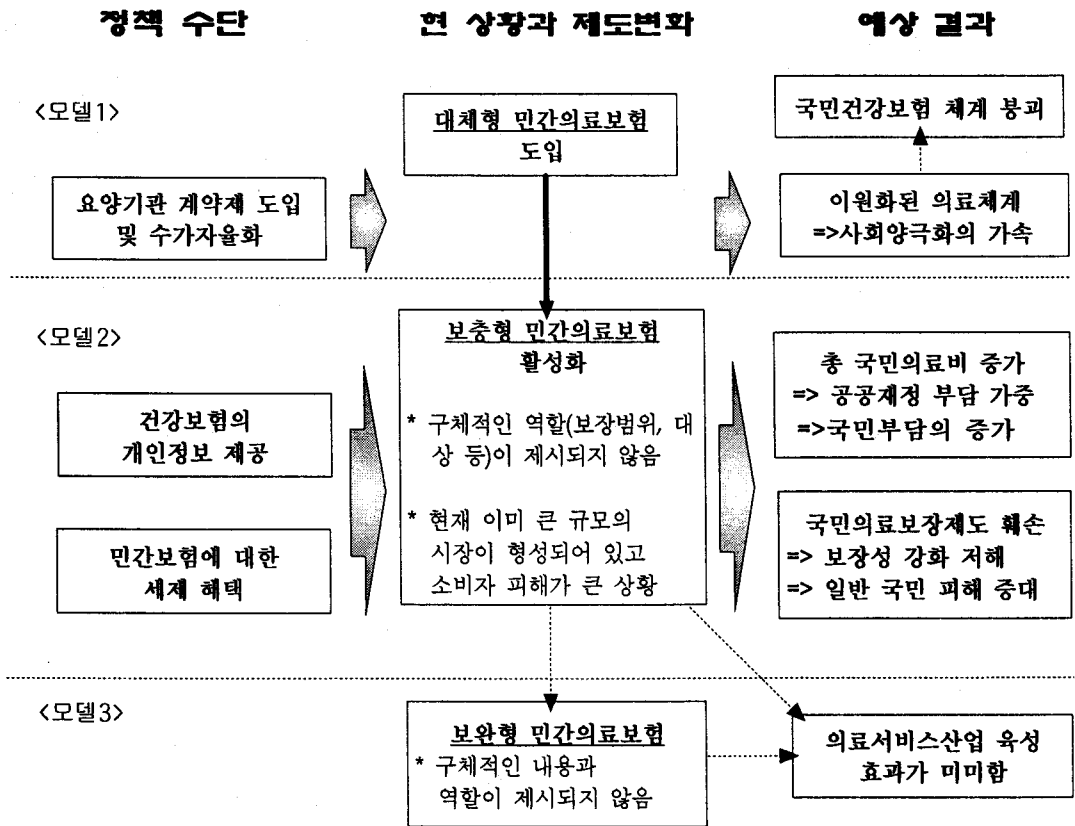 정책 수단
현 상황과 제도변화
예상 결과
<모델1>
요양기관 계약제 도입
및 수가자율화
대체형 민간의료보험
도입
국민건강보험 체계 붕괴
이원화된 의료체계
=>사회양극화의 가속
<모델2>
건강보험의
개인정보 제공
민간보험에 대한
세제 해택
보충형 민간의료보험
활성화
* 구체적인 역할(보장범위, 대
상 등)이 제시되지 않음
* 현재 이미 큰 규모의
시장이 형성되어 있고
소비자 피해가 큰 상황
총 국민의료비 증가
=> 공공재정 부담 가중
=>국민부담의 증가
국민의료보장제도 훼손
=> 보장성 강화 저해
=> 일반 국민 피해 증대
<모델3>
보완형 민간의료보험
* 구체적인 내용과
역할이 제시되지 않음
의료서비스산업 육성
효과가 미미함